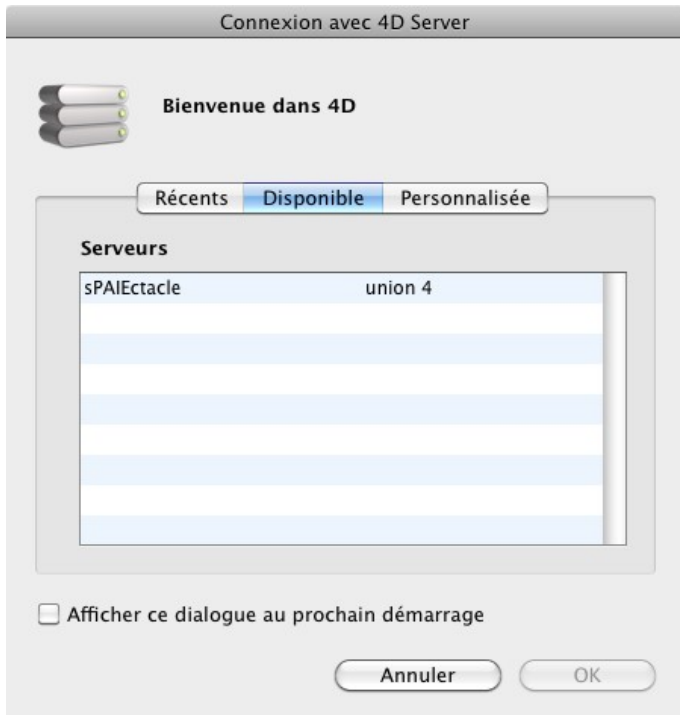 Connexion avec 4D Server
Bienvenue dans 4D
Récents Disponible Personnalisée
Serveurs
sPAIEctacle union 4
Afficher ce dialogue au prochain démarrage
Annuler OK